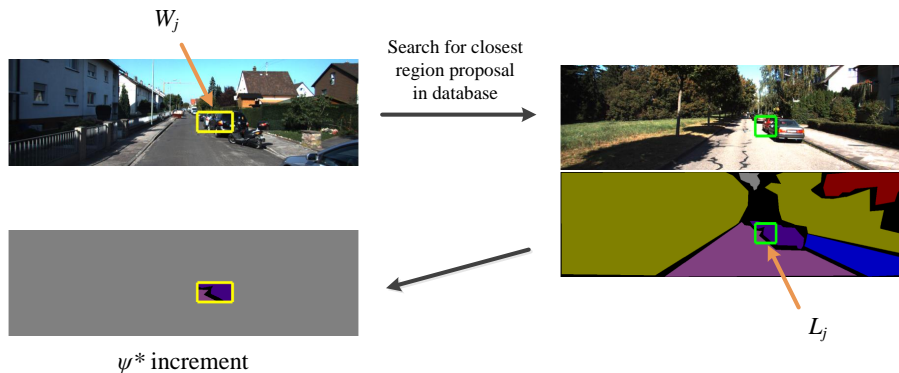 W_j
Search for closest
region proposal
in database
L_j
ψ* increment